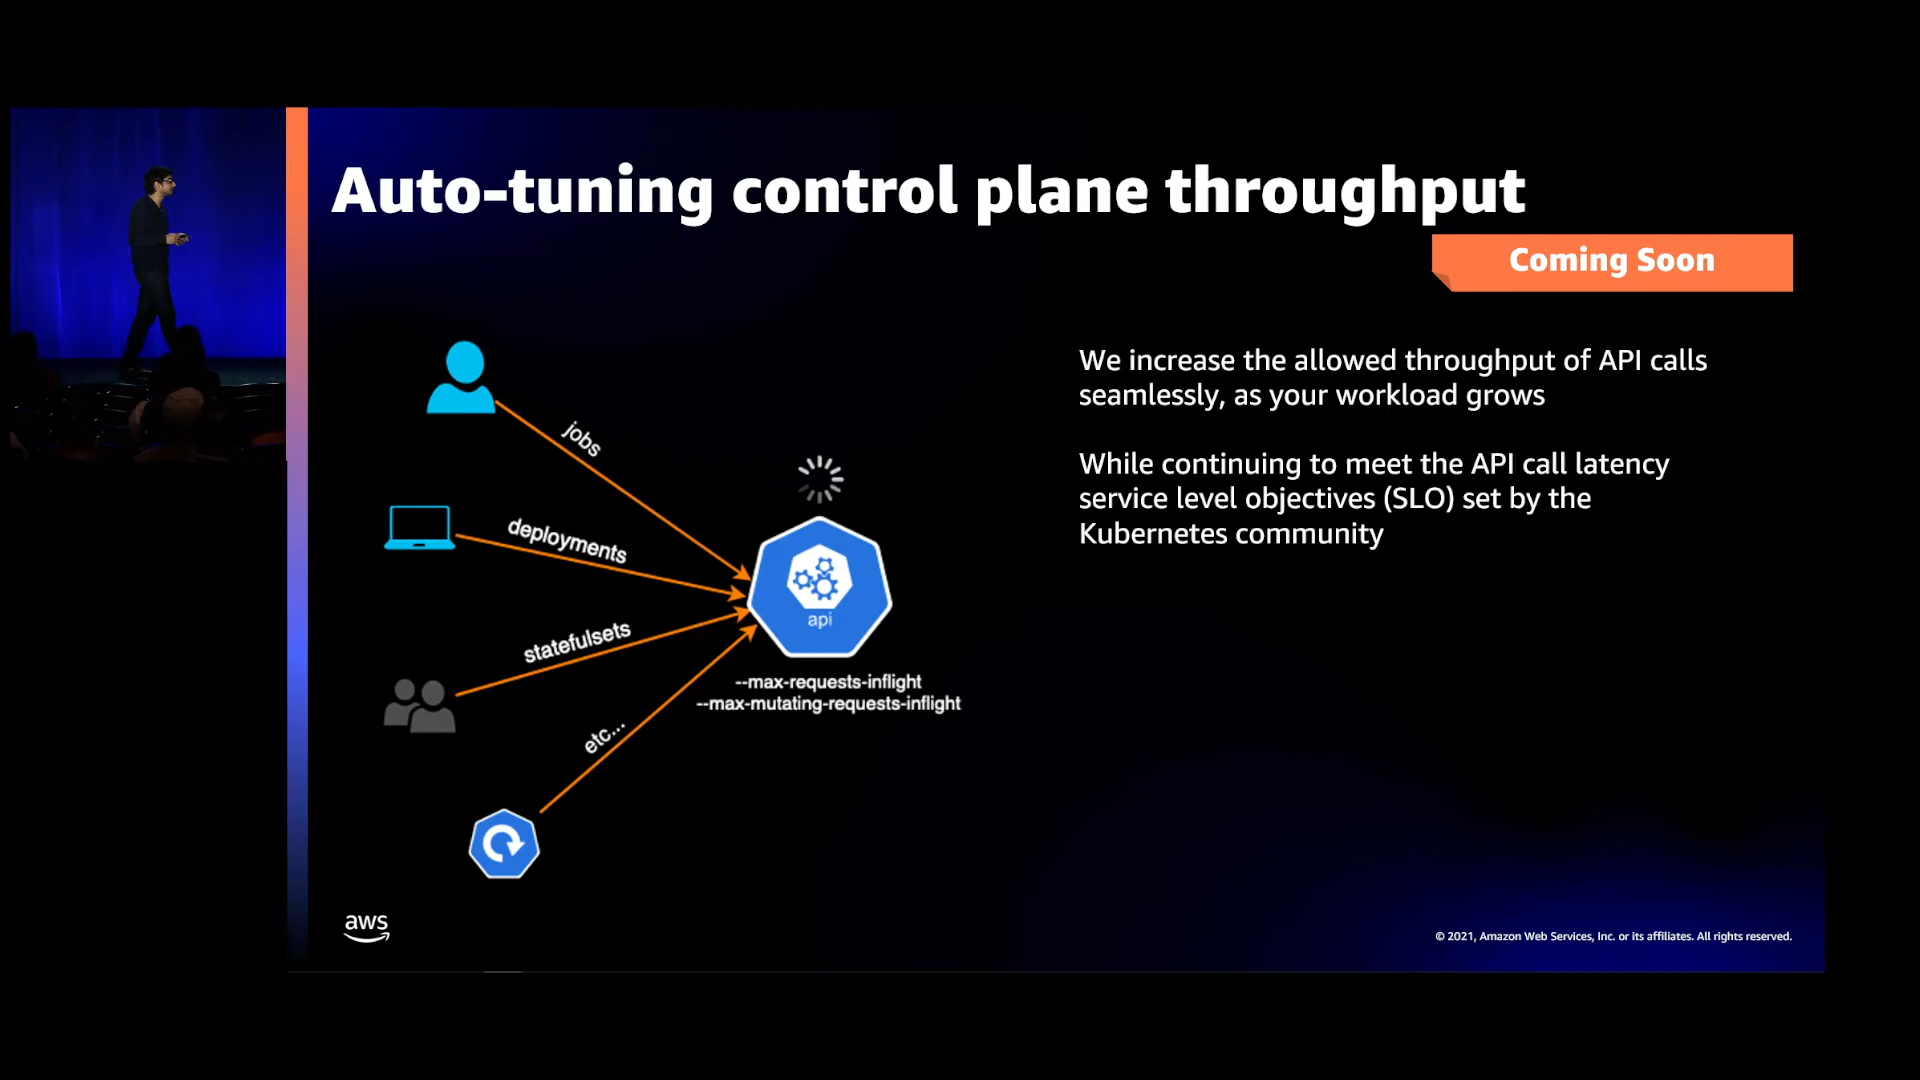 Auto-tuning control plane throughput
Coming Soon
jobs
deployments
statefulsets
etc...
api
--max-requests-inflight
--max-mutating-requests-inflight
We increase the allowed throughput of API calls
seamlessly, as your workload grows
While continuing to meet the API call latency
service level objectives (SLO) set by the
Kubernetes community
aws
© 2021, Amazon Web Services, Inc. or its affiliates. All rights reserved.